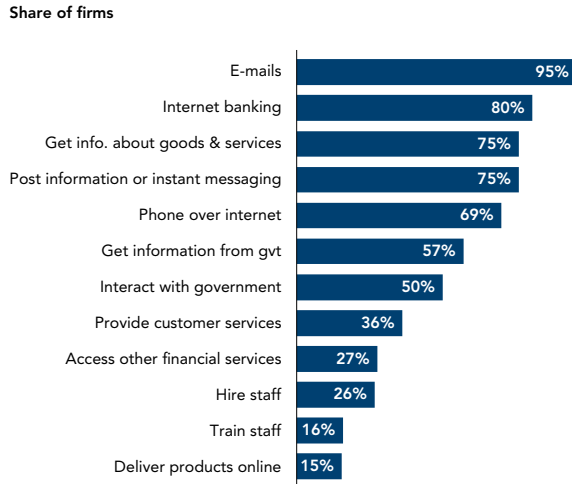 Share of firms
E-mails 95%
Internet banking 80%
Get info. about goods & services 75%
Post information or instant messaging 75%
Phone over internet 69%
Get information from gvt 57%
Interact with government 50%
Provide customer services 36%
Access other financial services 27%
Hire staff 26%
Train staff 16%
Deliver products online 15%